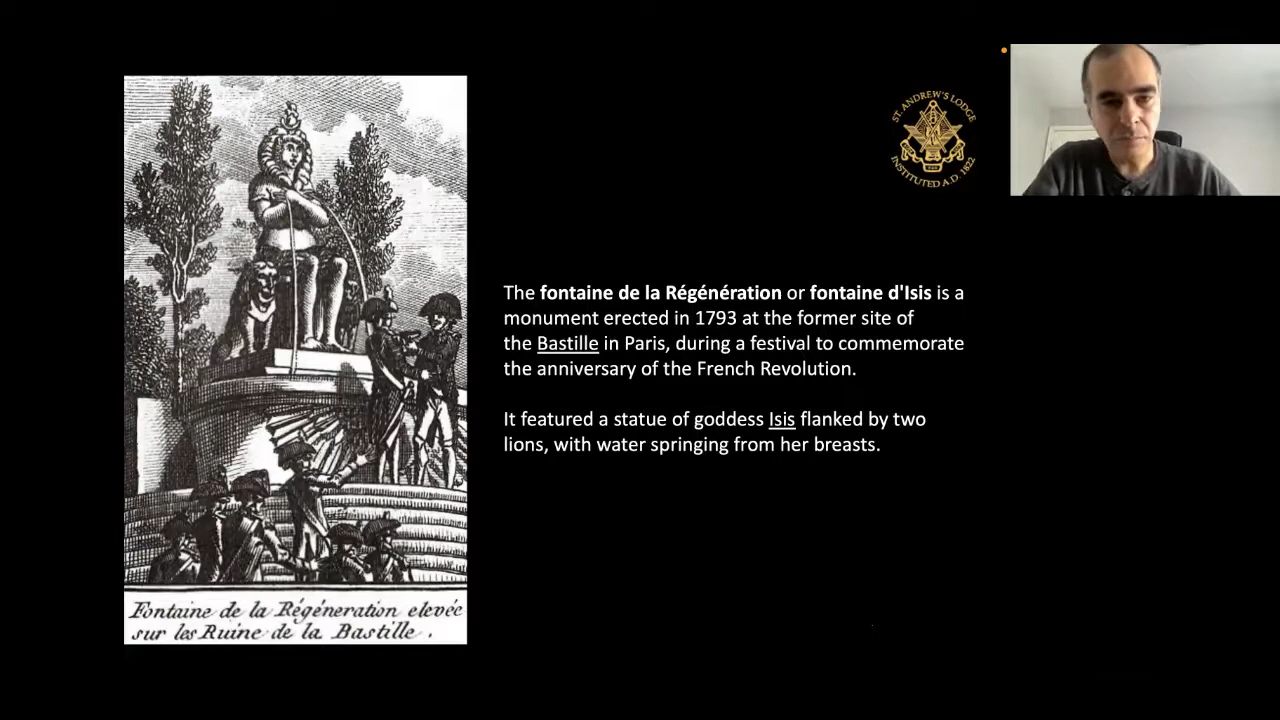 ST. ANDREW'S LODGE
INSTITUTED A.D. 1822
The fontaine de la Régénération or fontaine d'Isis is a
monument erected in 1793 at the former site of
the Bastille in Paris, during a festival to commemorate
the anniversary of the French Revolution.
It featured a statue of goddess Isis flanked by two
lions, with water springing from her breasts.
Fontaine de la Régéneration elevée
sur les Ruine de la Bastille.